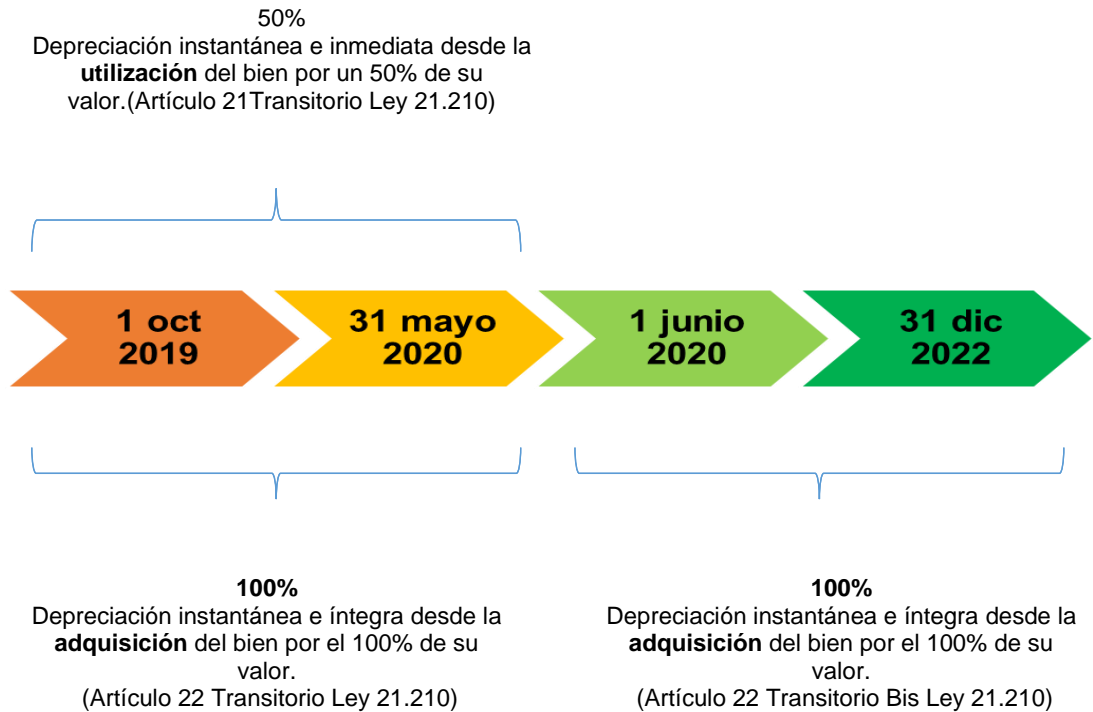 50%
Depreciación instantánea e inmediata desde la
utilización del bien por un 50% de su
valor.(Artículo 21Transitorio Ley 21.210)
1 oct
2019
31 mayo
2020
1 junio
2020
31 dic
2022
100%
Depreciación instantánea e íntegra desde la
adquisición del bien por el 100% de su
valor.
(Artículo 22 Transitorio Ley 21.210)
100%
Depreciación instantánea e íntegra desde la
adquisición del bien por el 100% de su
valor.
(Artículo 22 Transitorio Bis Ley 21.210)